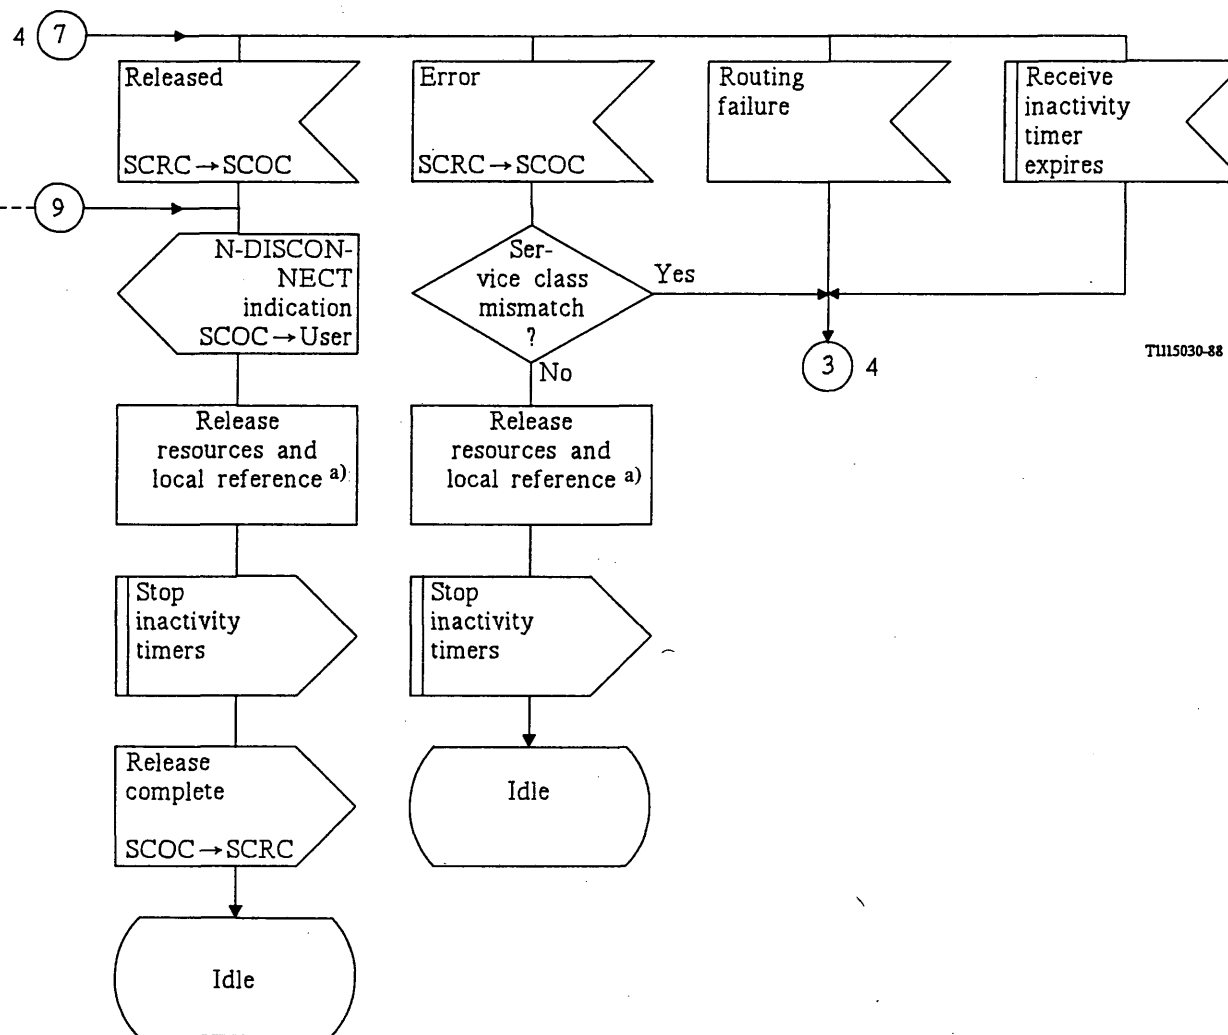 4 7
Released
SCRC→SCOC
Error
SCRC→SCOC
Routing
failure
Receive
inactivity
timer
expires
9
N-DISCON-
NECT
indication
SCOC→User
Ser-
vice class
mismatch
?
Yes
No
3 4
T1115030-88
Release
resources and
local reference a)
Release
resources and
local reference a)
Stop
inactivity
timers
Stop
inactivity
timers
Release
complete
SCOC→SCRC
Idle
Idle